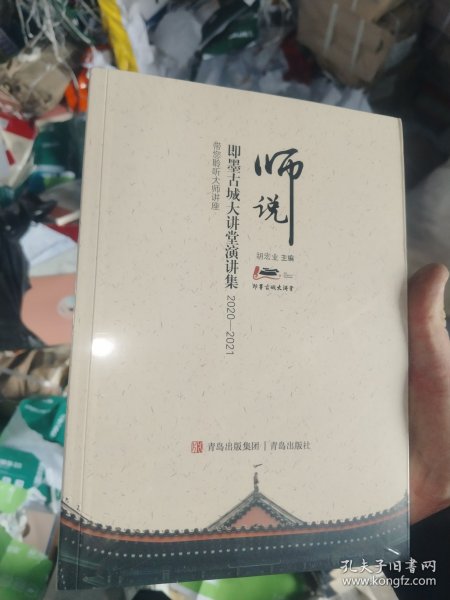 师说
胡宏业 主编
即墨古城大讲堂
即墨古城大讲堂演讲集 2020—2021
带您聆听大师讲座
青岛出版集团 | 青岛出版社
孔夫子旧书网
www.kongfz.com